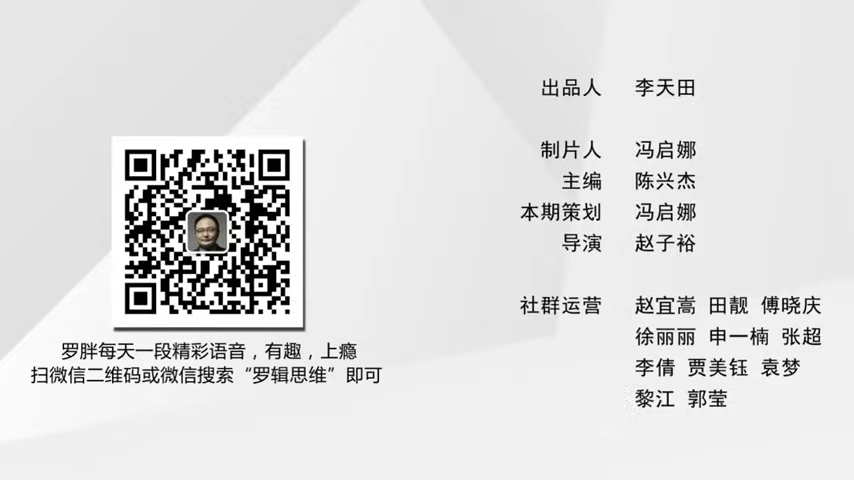 罗胖每天一段精彩语音，有趣，上瘾
扫微信二维码或微信搜索“罗辑思维”即可
出品人 李天田
制片人 冯启娜
主编 陈兴杰
本期策划 冯启娜
导演 赵子裕
社群运营 赵宜嵩 田靓 傅晓庆
徐丽丽 申一楠 张超
李倩 贾美钰 袁梦
黎江 郭莹